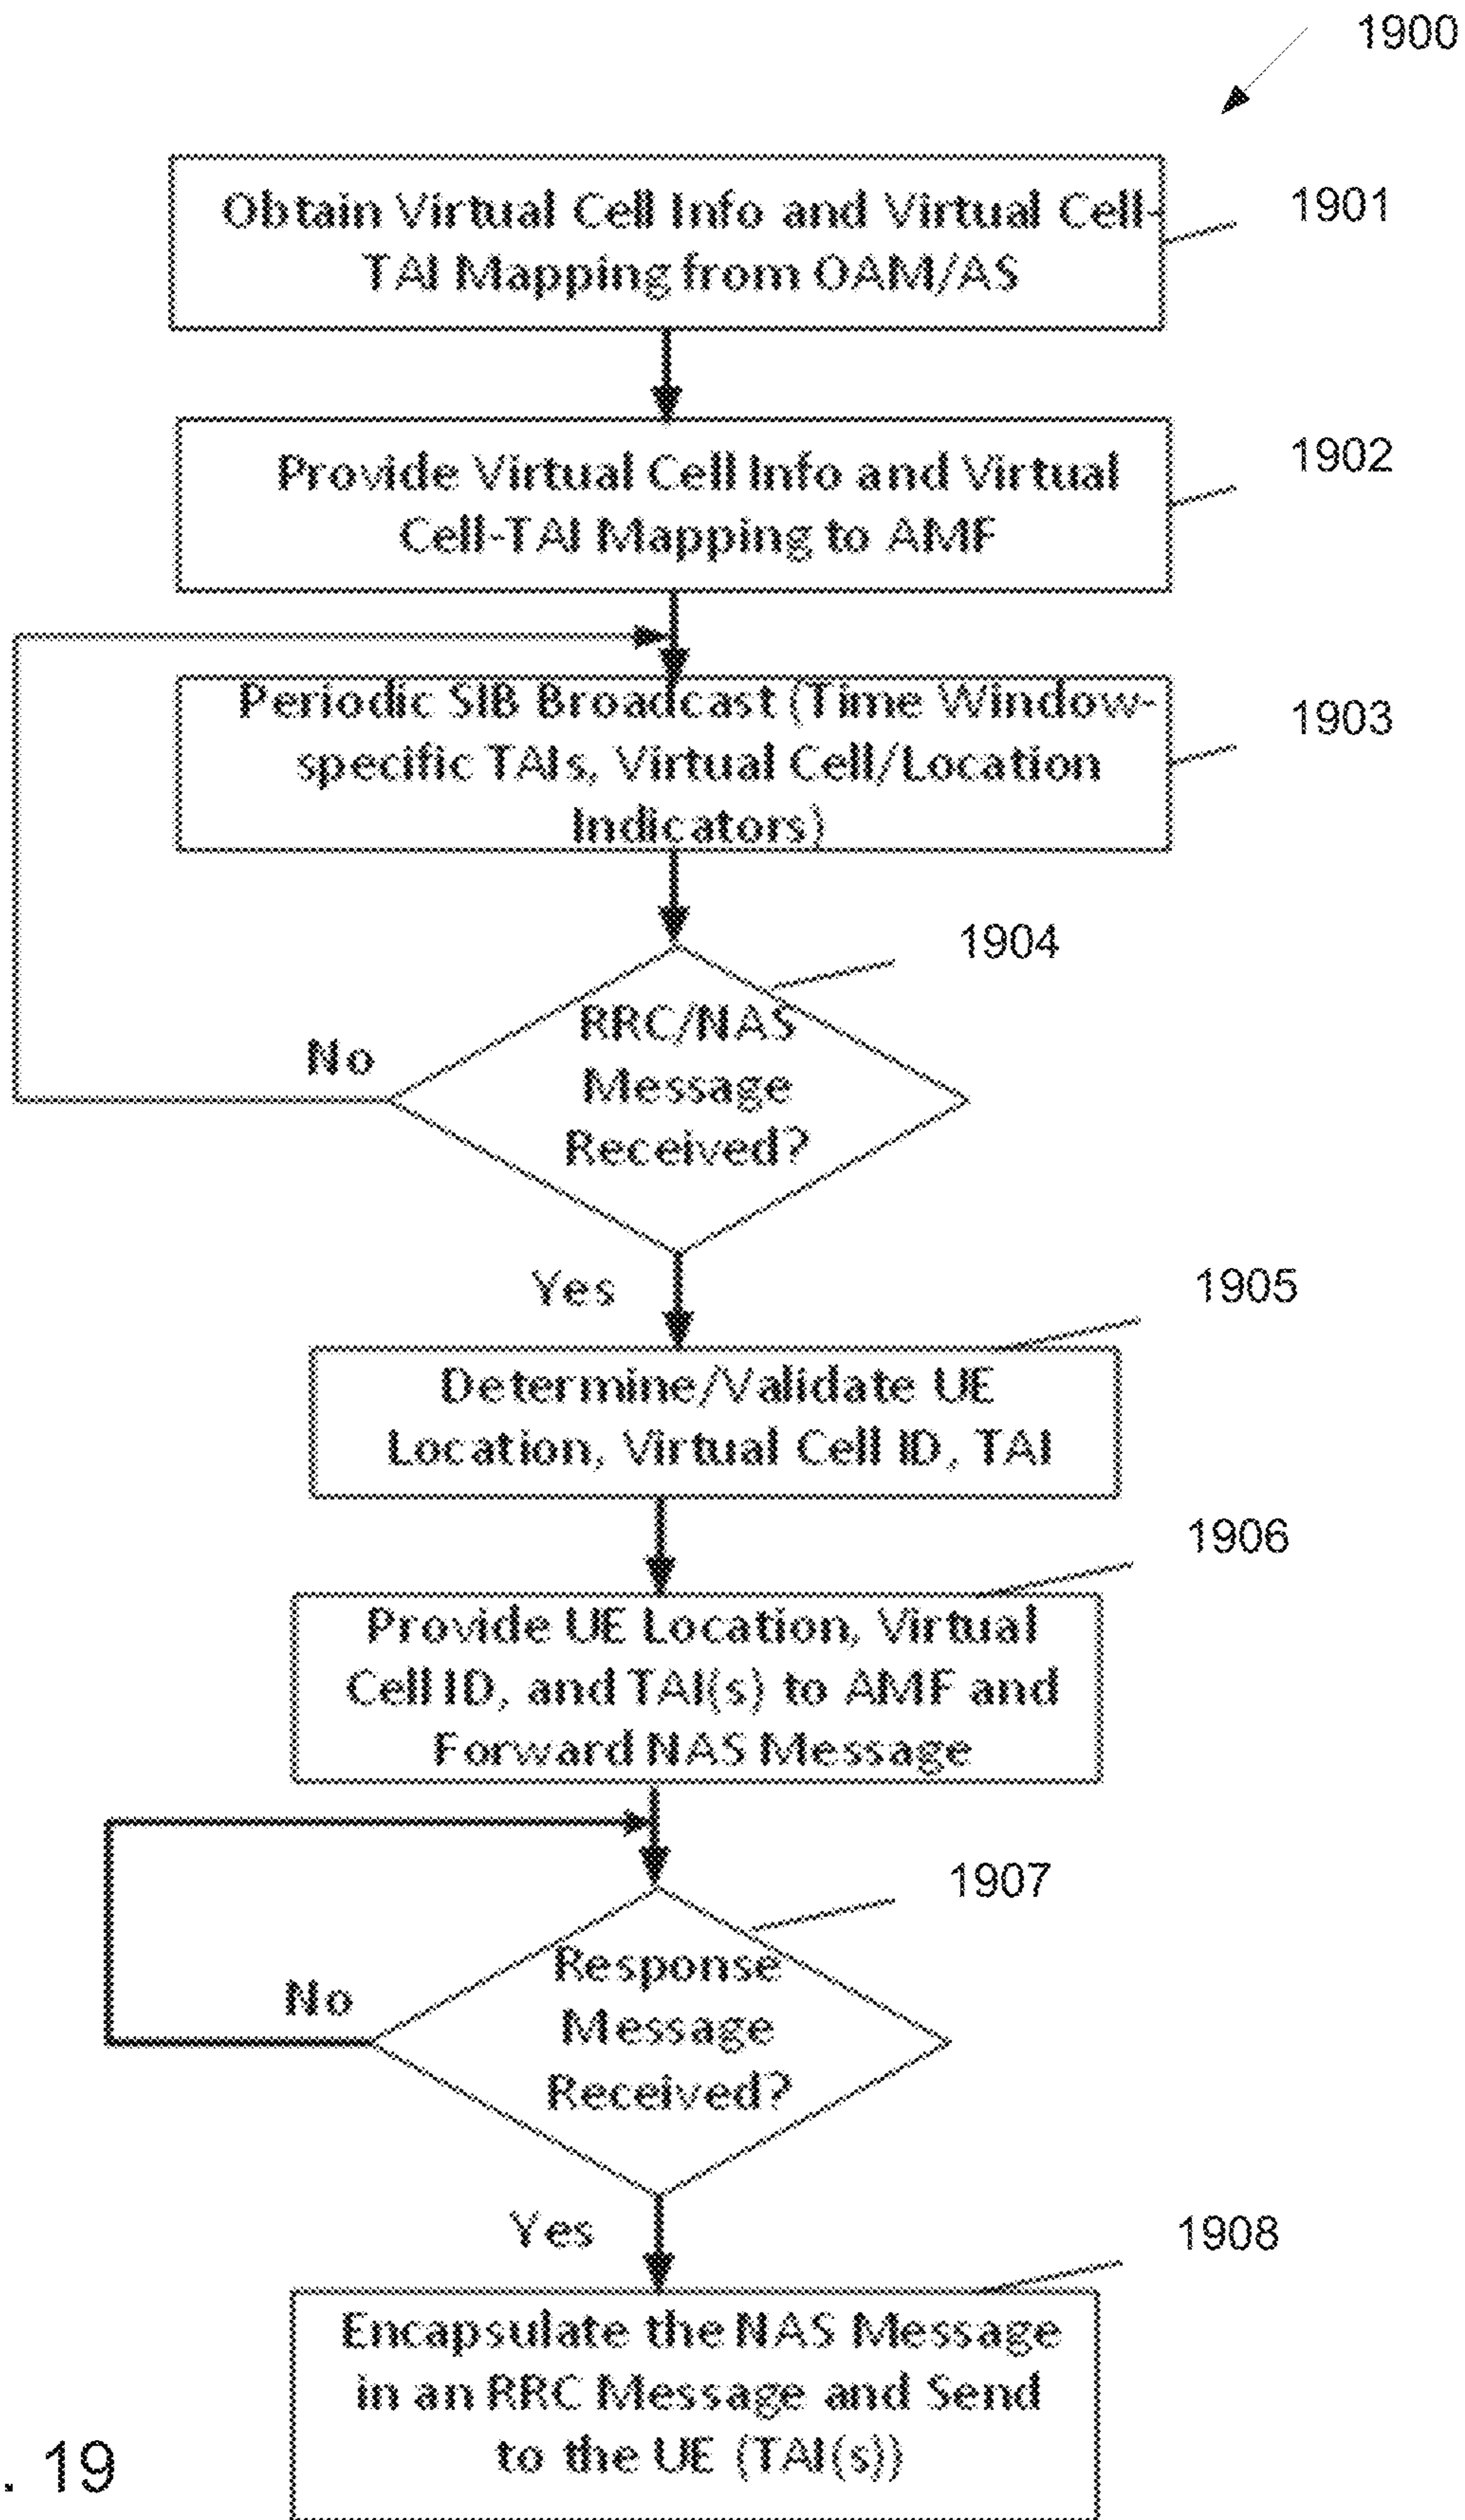 1900
Obtain Virtual Cell Info and Virtual Cell-
TAI Mapping from OAM/AS
1901
Provide Virtual Cell Info and Virtual
Cell-TAI Mapping to AMF
1902
Periodic SIB Broadcast (Time Window-
specific TAIs, Virtual Cell/Location
Indicators)
1903
1904
RRC/NAS
Message
Received?
No
Yes
1905
Determine/Validate UE
Location, Virtual Cell ID, TAI
1906
Provide UE Location, Virtual
Cell ID, and TAI(s) to AMF and
Forward NAS Message
1907
Response
Message
Received?
No
Yes
1908
Encapsulate the NAS Message
in an RRC Message and Send
to the UE (TAI(s))
. 19